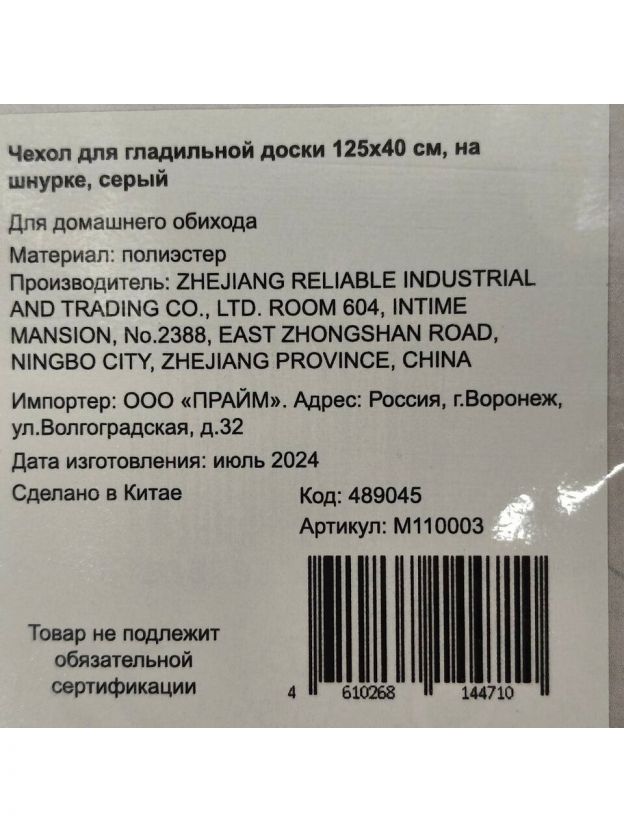 Чехол для гладильной доски 125х40 см, на
шнурке, серый
Для домашнего обихода
Материал: полиэстер
Производитель: ZHEJIANG RELIABLE INDUSTRIAL
AND TRADING CO., LTD. ROOM 604, INTIME
MANSION, No.2388, EAST ZHONGSHAN ROAD,
NINGBO CITY, ZHEJIANG PROVINCE, CHINA
Импортер: ООО «ПРАЙМ». Адрес: Россия, г.Воронеж,
ул.Волгоградская, д.32
Дата изготовления: июль 2024
Сделано в Китае
Код: 489045
Артикул: М110003
Товар не подлежит
обязательной
сертификации
4 610268 144710